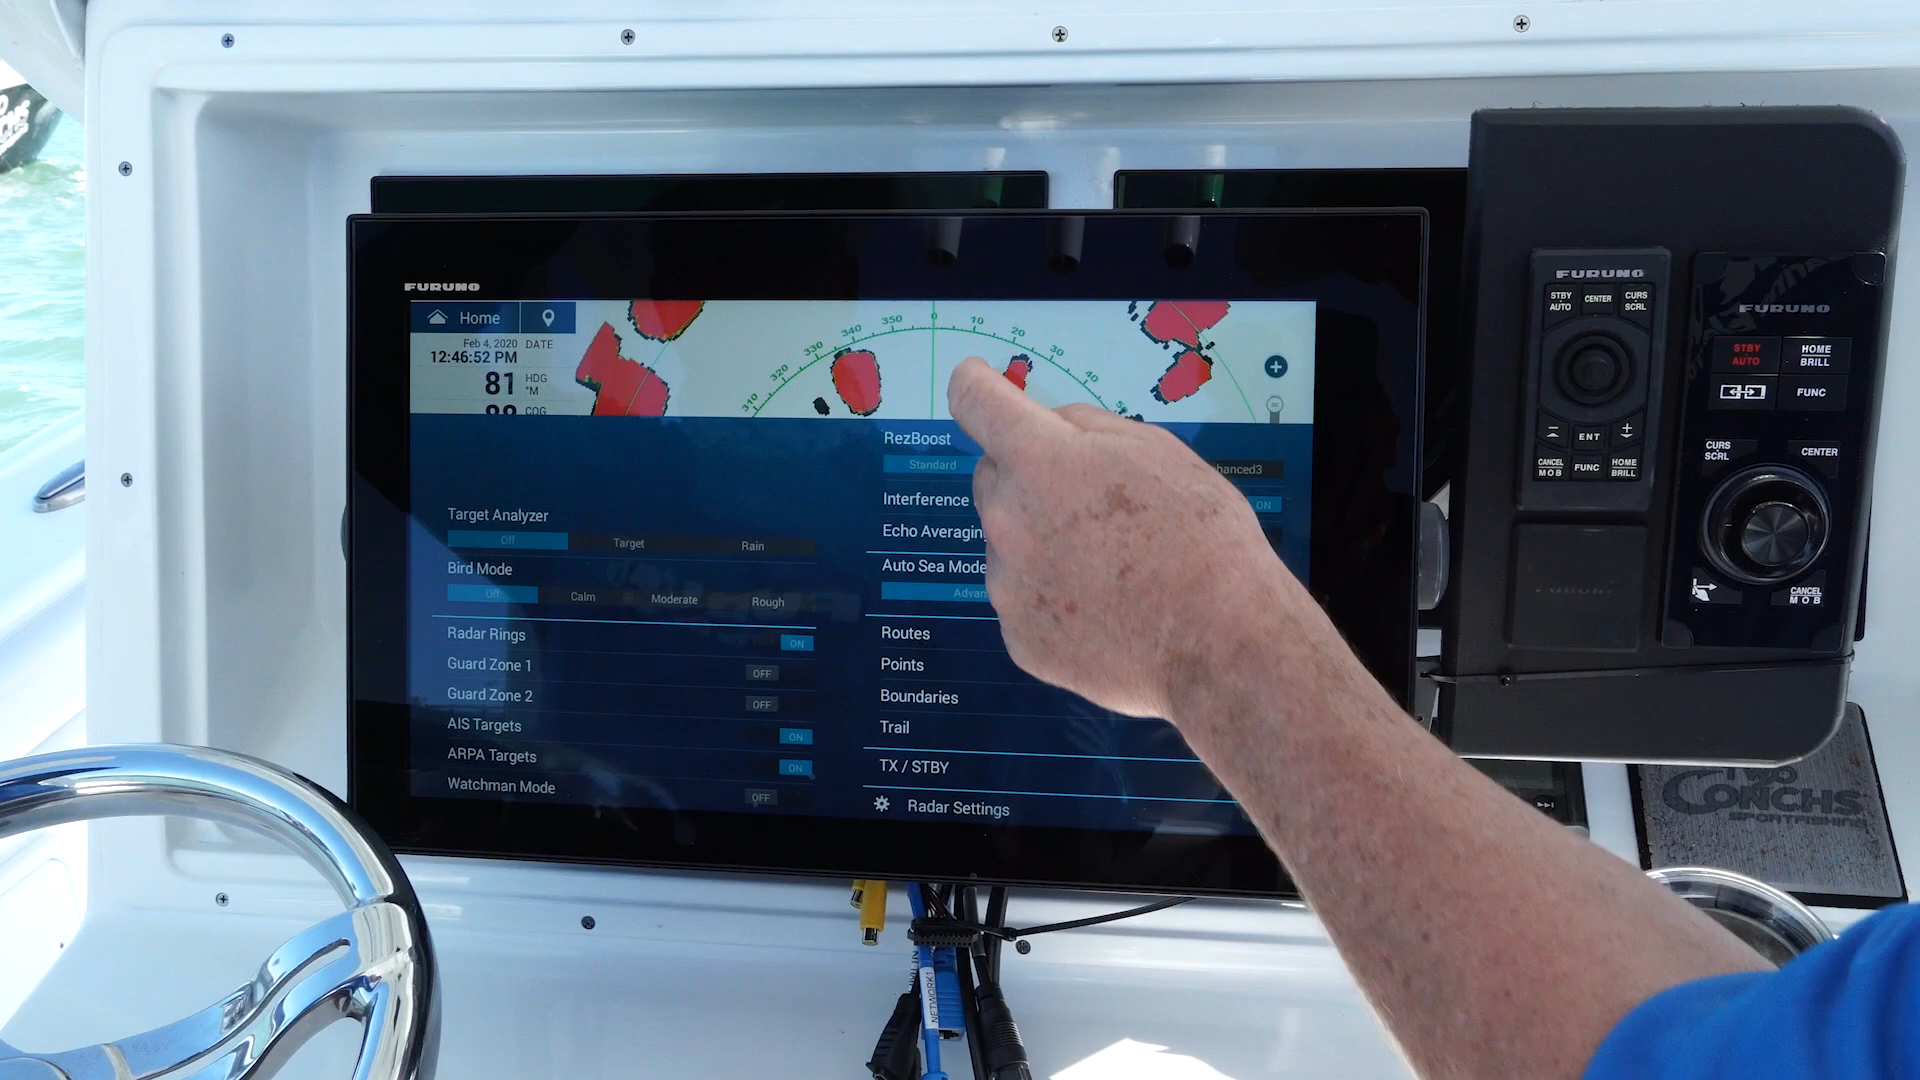 FURUNO
Home
Feb 4, 2020 DATE
12:46:52 PM
81 HDG °M
COG
310 320 330 340 350 0 10 20 30 40
RezBoost
Standard
Interference
ON
Echo Averaging
Auto Sea Mode
Routes
Points
Boundaries
Trail
TX / STBY
Radar Settings
Target Analyzer
Off Target Rain
Bird Mode
Off Calm Moderate Rough
Radar Rings ON
Guard Zone 1 OFF
Guard Zone 2 OFF
AIS Targets ON
ARPA Targets ON
Watchman Mode OFF
FURUNO
STBY AUTO
CENTER
CURS SCRL
ENT
CANCEL MOB
FUNC
HOME BRILL
FURUNO
STBY AUTO
HOME BRILL
FUNC
CURS SCRL
CENTER
CANCEL MOB
CONCHS
SPORTFISHING
NETWORK1